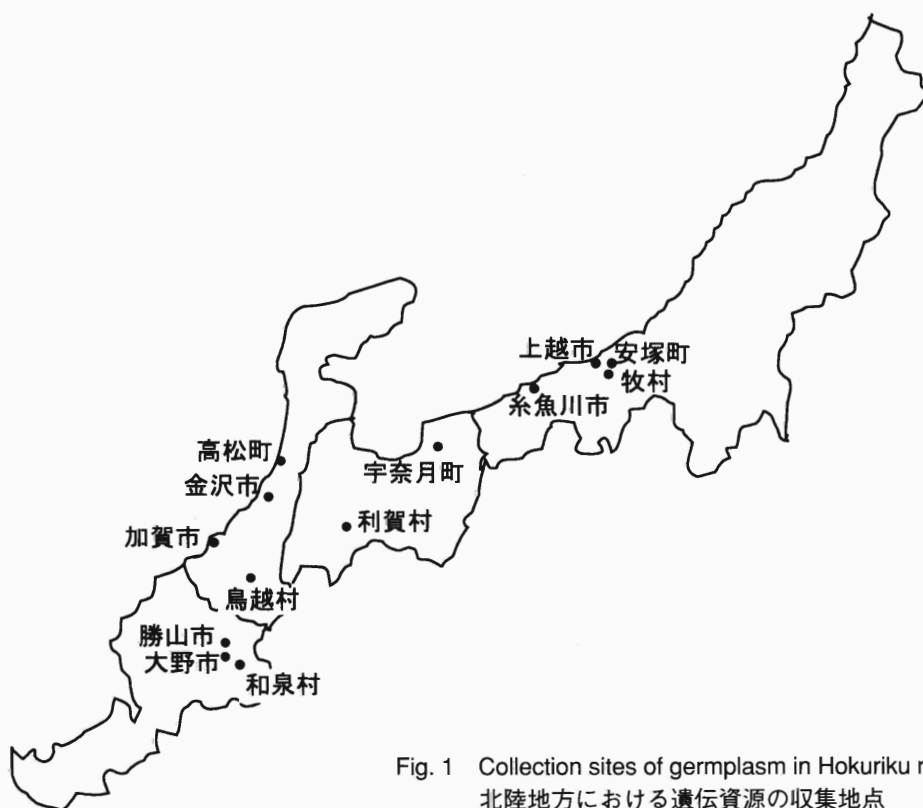 上越市
安塚町
牧村
糸魚川市
高松町
宇奈月町
金沢市
利賀村
加賀市
鳥越村
勝山市
大野市
和泉村
Fig. 1 Collection sites of germplasm in Hokuriku
北陸地方における遺伝資源の収集地点